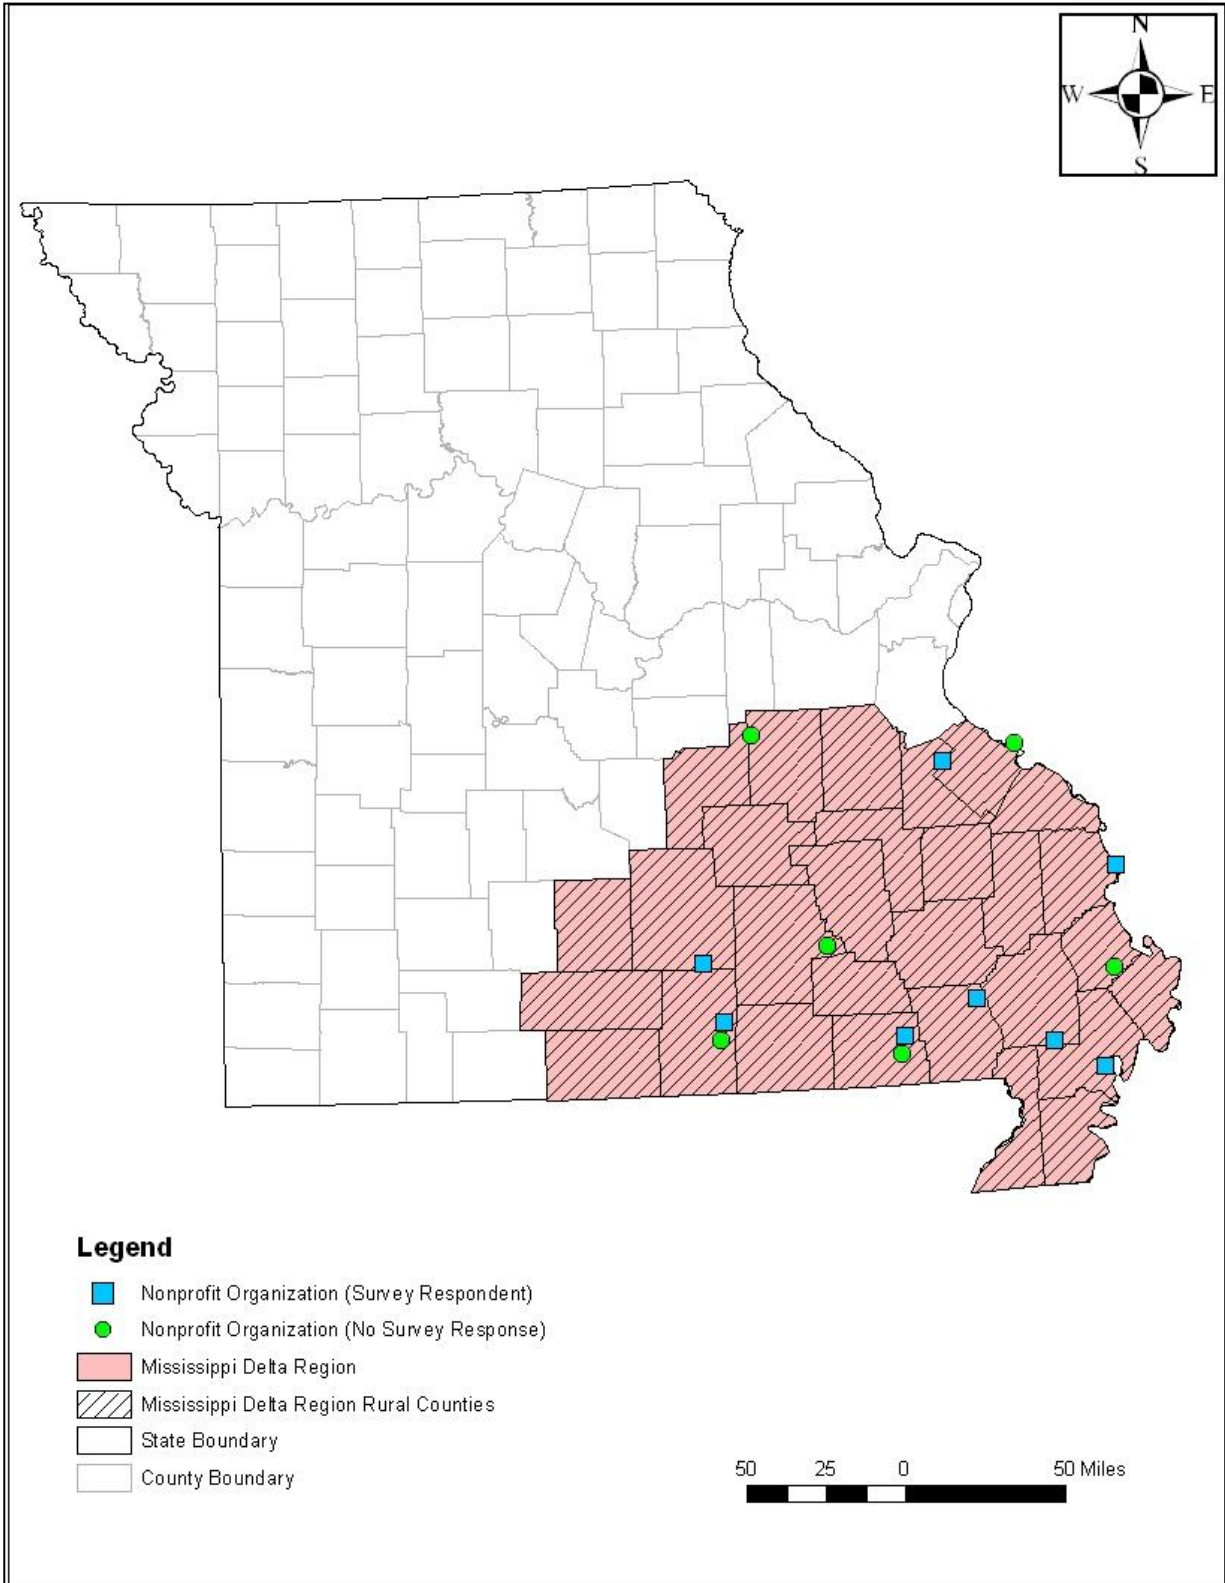 N
W E
S
Legend
Nonprofit Organization (Survey Respondent)
Nonprofit Organization (No Survey Response)
Mississippi Delta Region
Mississippi Delta Region Rural Counties
State Boundary
County Boundary
50 25 0 50 Miles